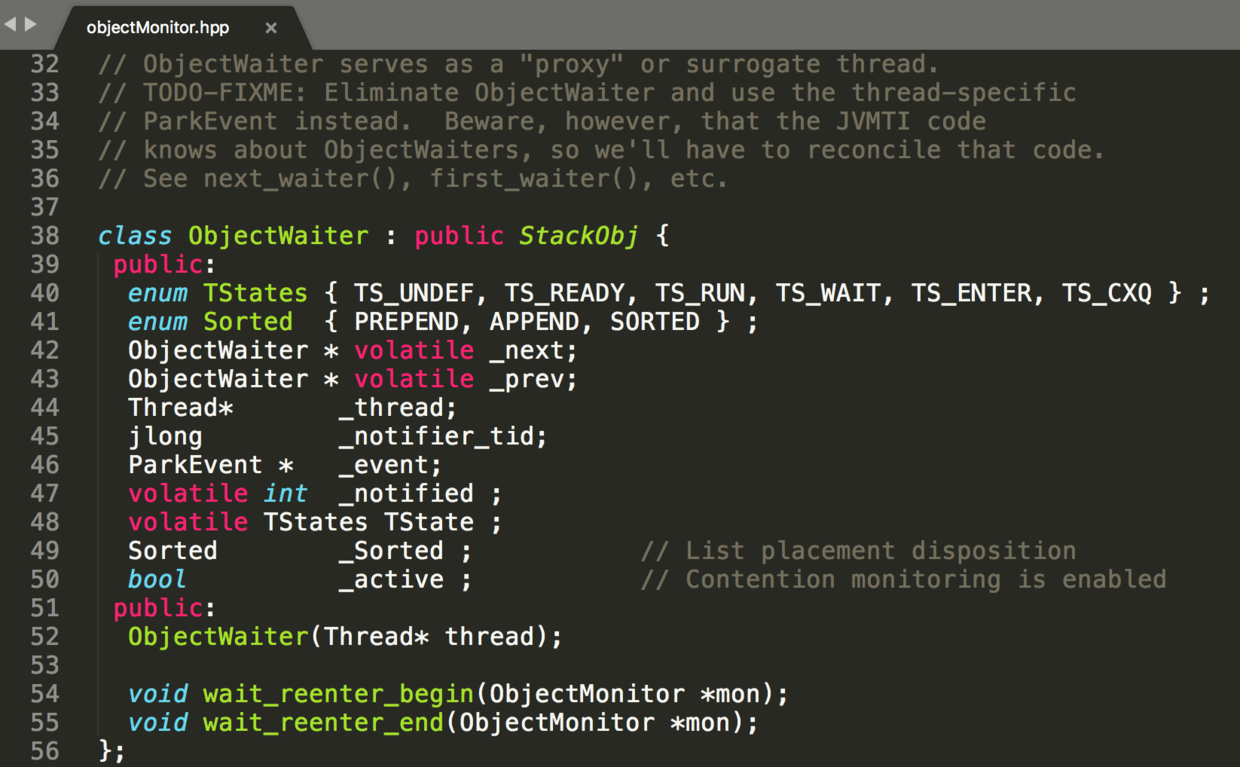 objectMonitor.hpp ×
32 // ObjectWaiter serves as a "proxy" or surrogate thread.
33 // TODO-FIXME: Eliminate ObjectWaiter and use the thread-specific
34 // ParkEvent instead.  Beware, however, that the JVMTI code
35 // knows about ObjectWaiters, so we'll have to reconcile that code.
36 // See next_waiter(), first_waiter(), etc.
37
38 class ObjectWaiter : public StackObj {
39  public:
40   enum TStates { TS_UNDEF, TS_READY, TS_RUN, TS_WAIT, TS_ENTER, TS_CXQ } ;
41   enum Sorted  { PREPEND, APPEND, SORTED } ;
42   ObjectWaiter * volatile _next;
43   ObjectWaiter * volatile _prev;
44   Thread*       _thread;
45   jlong         _notifier_tid;
46   ParkEvent *   _event;
47   volatile int  _notified ;
48   volatile TStates TState ;
49   Sorted        _Sorted ;           // List placement disposition
50   bool          _active ;           // Contention monitoring is enabled
51  public:
52   ObjectWaiter(Thread* thread);
53
54   void wait_reenter_begin(ObjectMonitor *mon);
55   void wait_reenter_end(ObjectMonitor *mon);
56 };